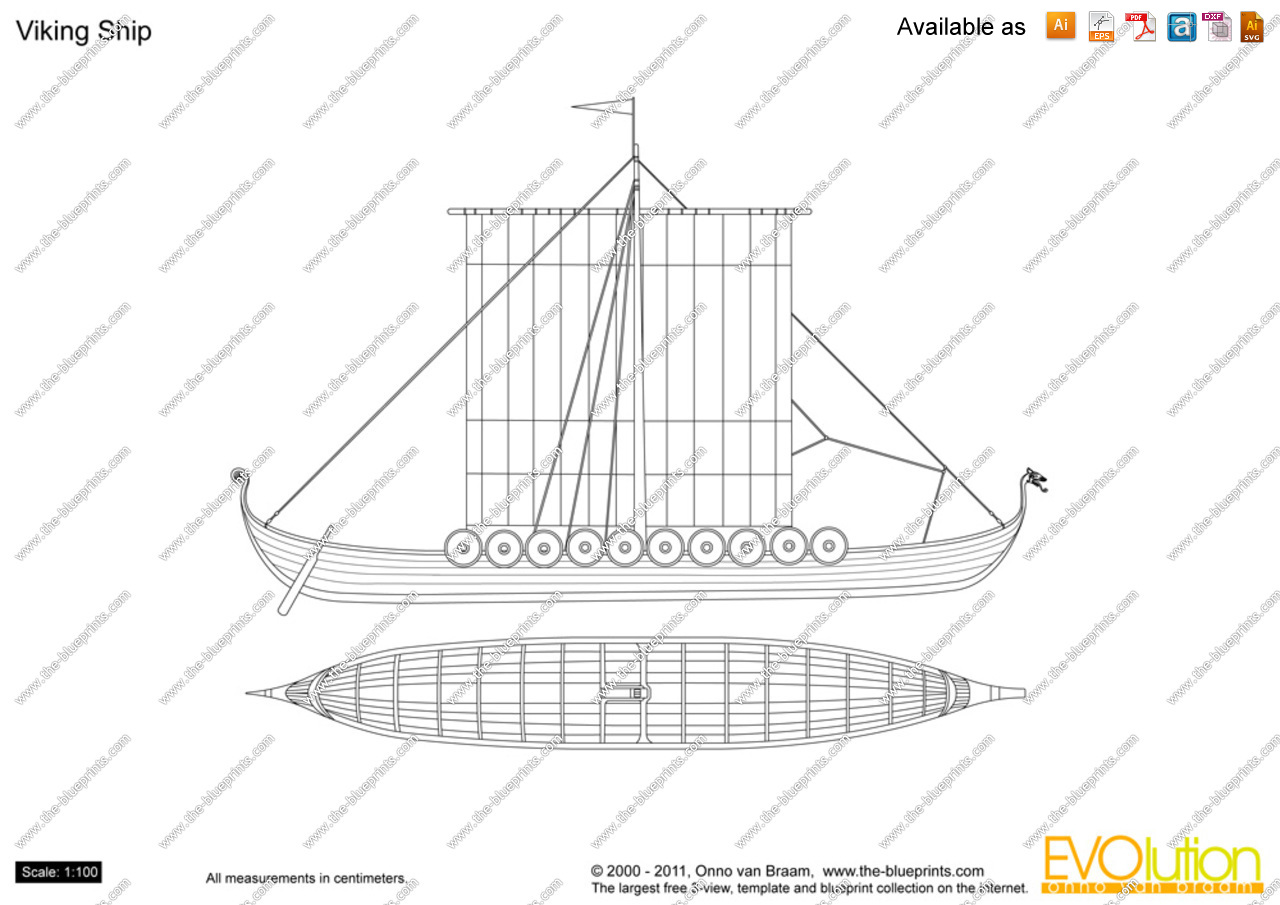 Viking Ship
Available as
Ai
EPS
PDF
a
DXF
Ai
SVG
www.the-blueprints.com
Scale: 1:100
All measurements in centimeters.
© 2000 - 2011, Onno van Braam, www.the-blueprints.com
The largest free 4-view, template and blueprint collection on the internet.
EVOlution
onno van braam